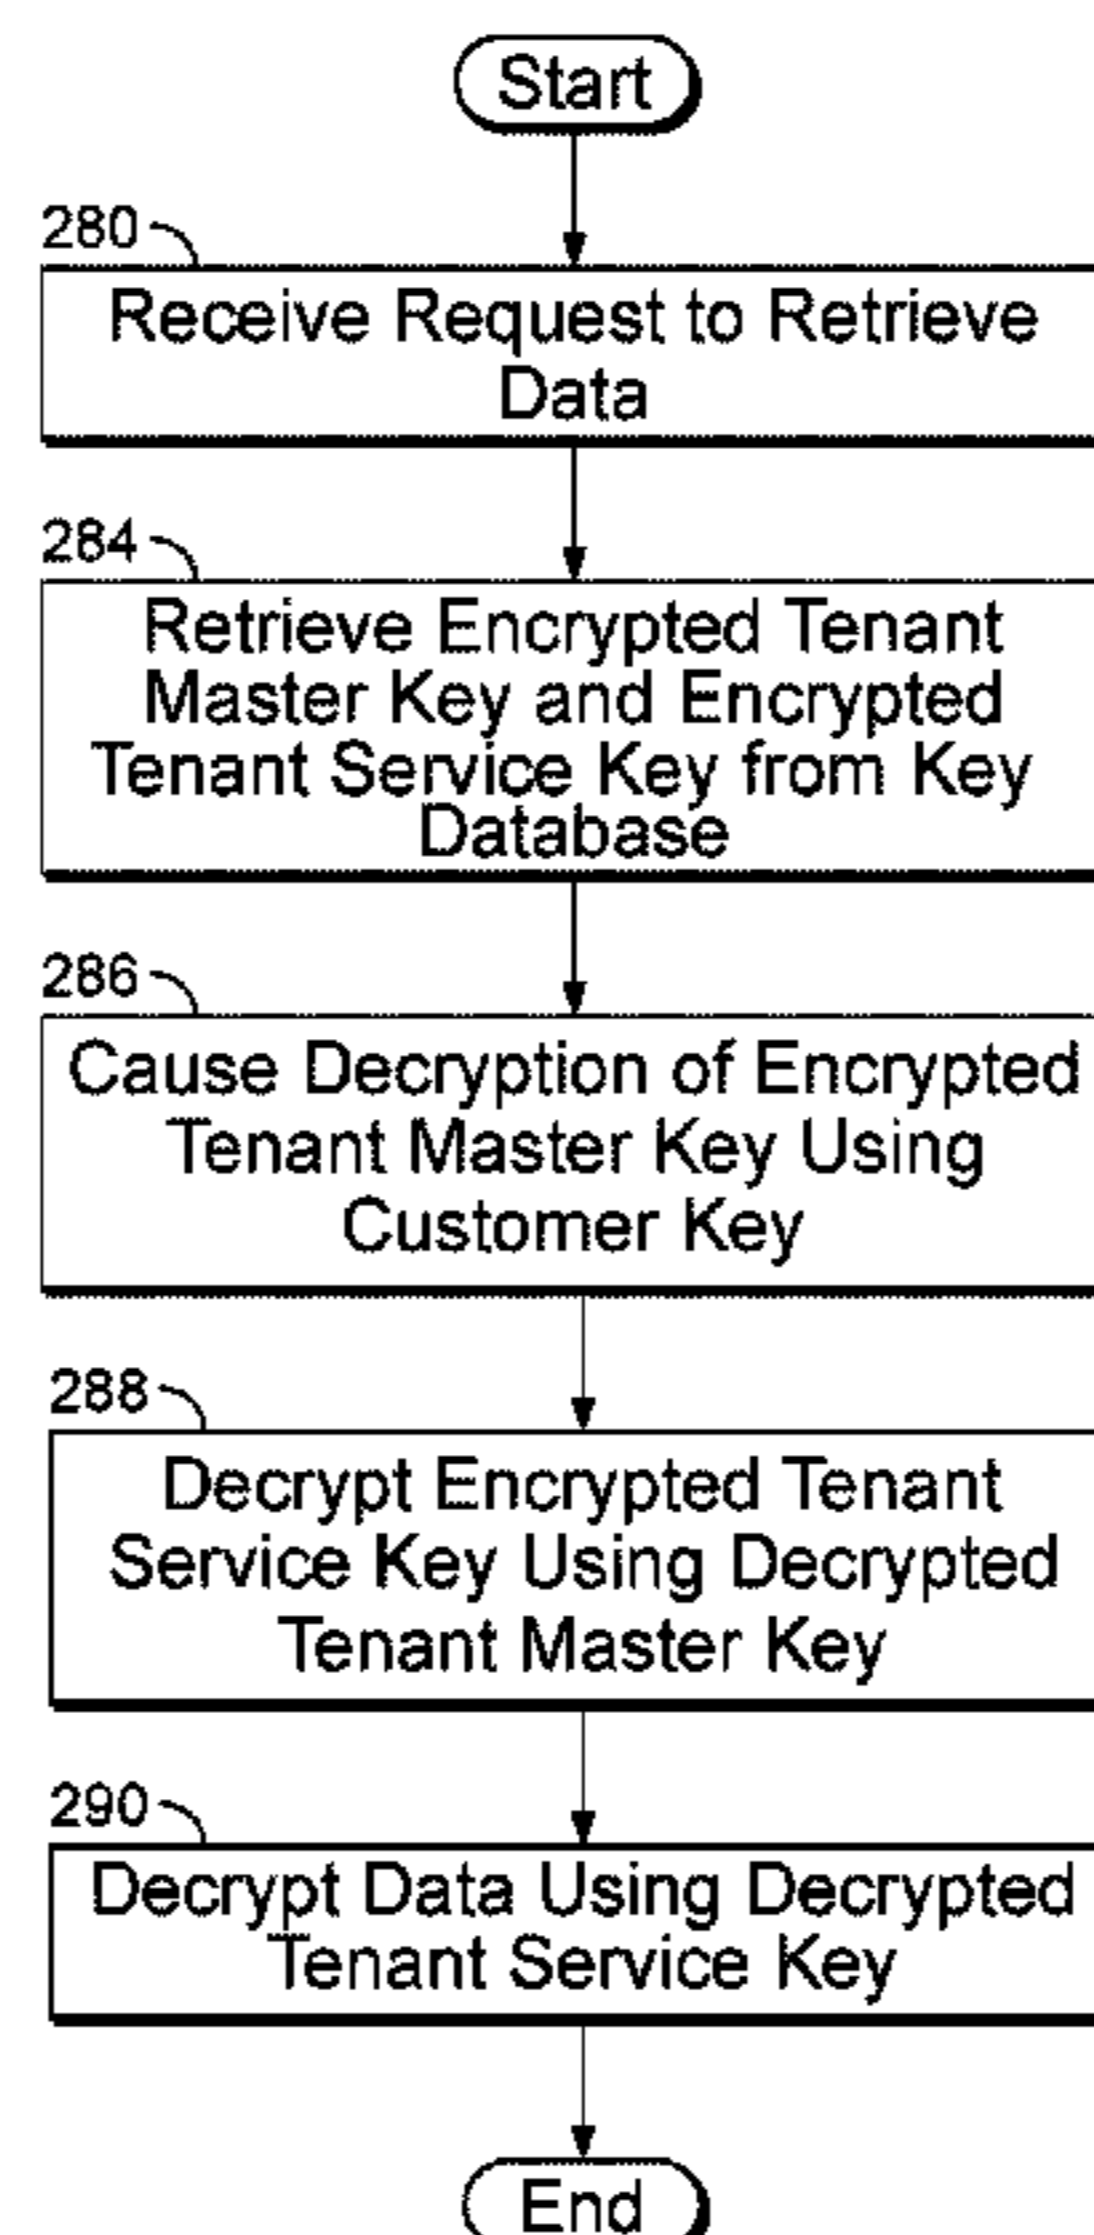 Start
280
Receive Request to Retrieve
Data
284
Retrieve Encrypted Tenant
Master Key and Encrypted
Tenant Service Key from Key
Database
286
Cause Decryption of Encrypted
Tenant Master Key Using
Customer Key
288
Decrypt Encrypted Tenant
Service Key Using Decrypted
Tenant Master Key
290
Decrypt Data Using Decrypted
Tenant Service Key
End